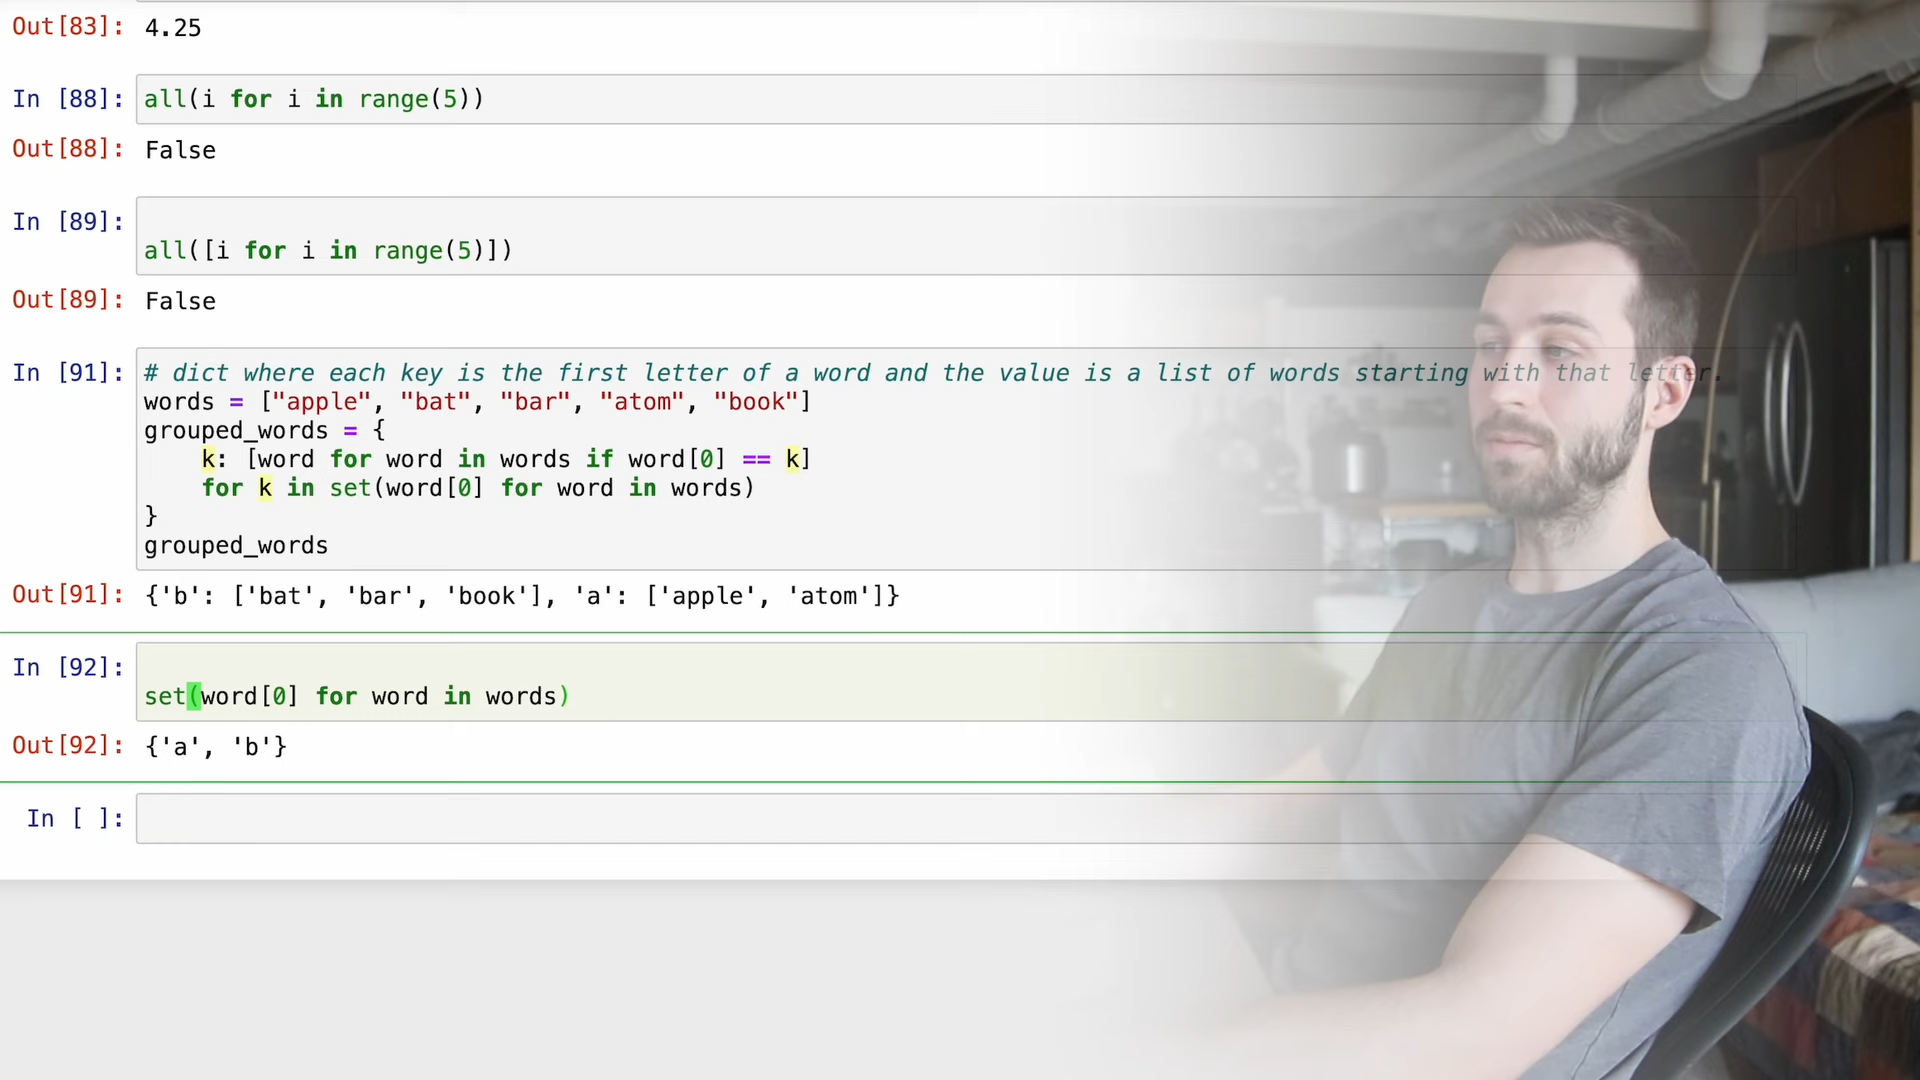 Out[83]: 4.25
In [88]: all(i for i in range(5))
Out[88]: False
In [89]:
all([i for i in range(5)])
Out[89]: False
In [91]: # dict where each key is the first letter of a word and the value is a list of words starting with that letter.
words = ["apple", "bat", "bar", "atom", "book"]
grouped_words = {
    k: [word for word in words if word[0] == k]
    for k in set(word[0] for word in words)
}
grouped_words
Out[91]: {'b': ['bat', 'bar', 'book'], 'a': ['apple', 'atom']}
In [92]:
set(word[0] for word in words)
Out[92]: {'a', 'b'}
In [ ]: